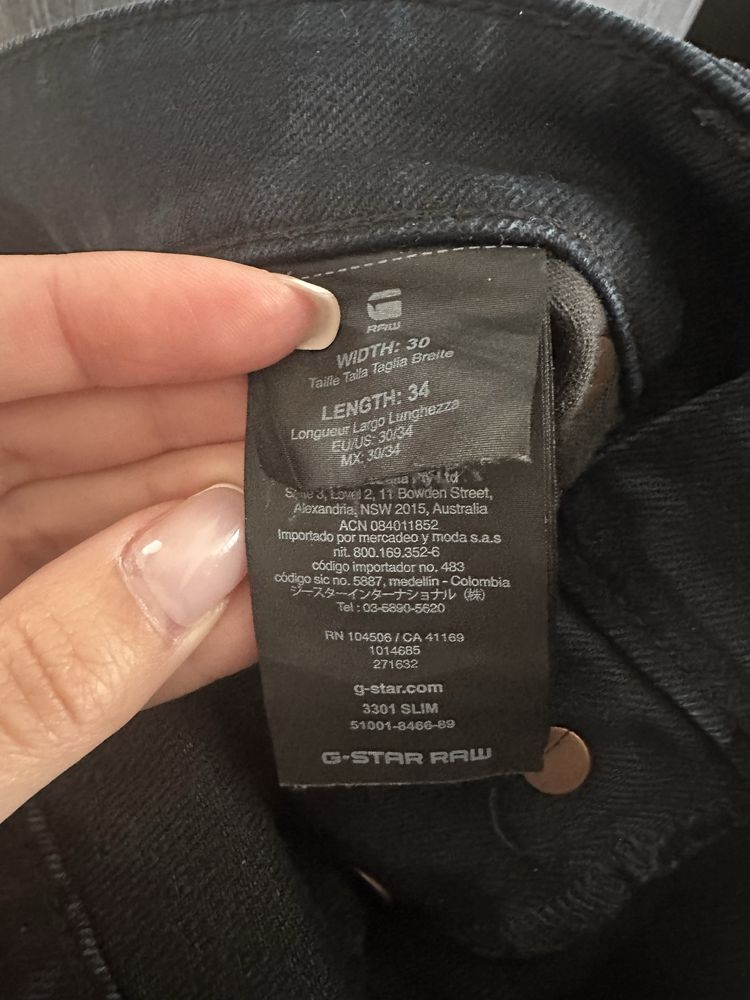 RAW
WIDTH: 30
Taille Talla Taglia Breite
LENGTH: 34
Longueur Largo Lunghezza
EU/US: 30/34
MX: 30/34
Pty Ltd
Suite 3, Level 2, 11 Bowden Street,
Alexandria, NSW 2015, Australia
ACN 084011852
Importado por mercadeo y moda s.a.s
nit. 800.169.352-6
código importador no. 483
código sic no. 5887, medellin - Colombia
ジースターインターナショナル（株）
Tel : 03-6890-5620
RN 104506 / CA 41169
1014685
271632
g-star.com
3301 SLIM
51001-8466-89
G-STAR RAW